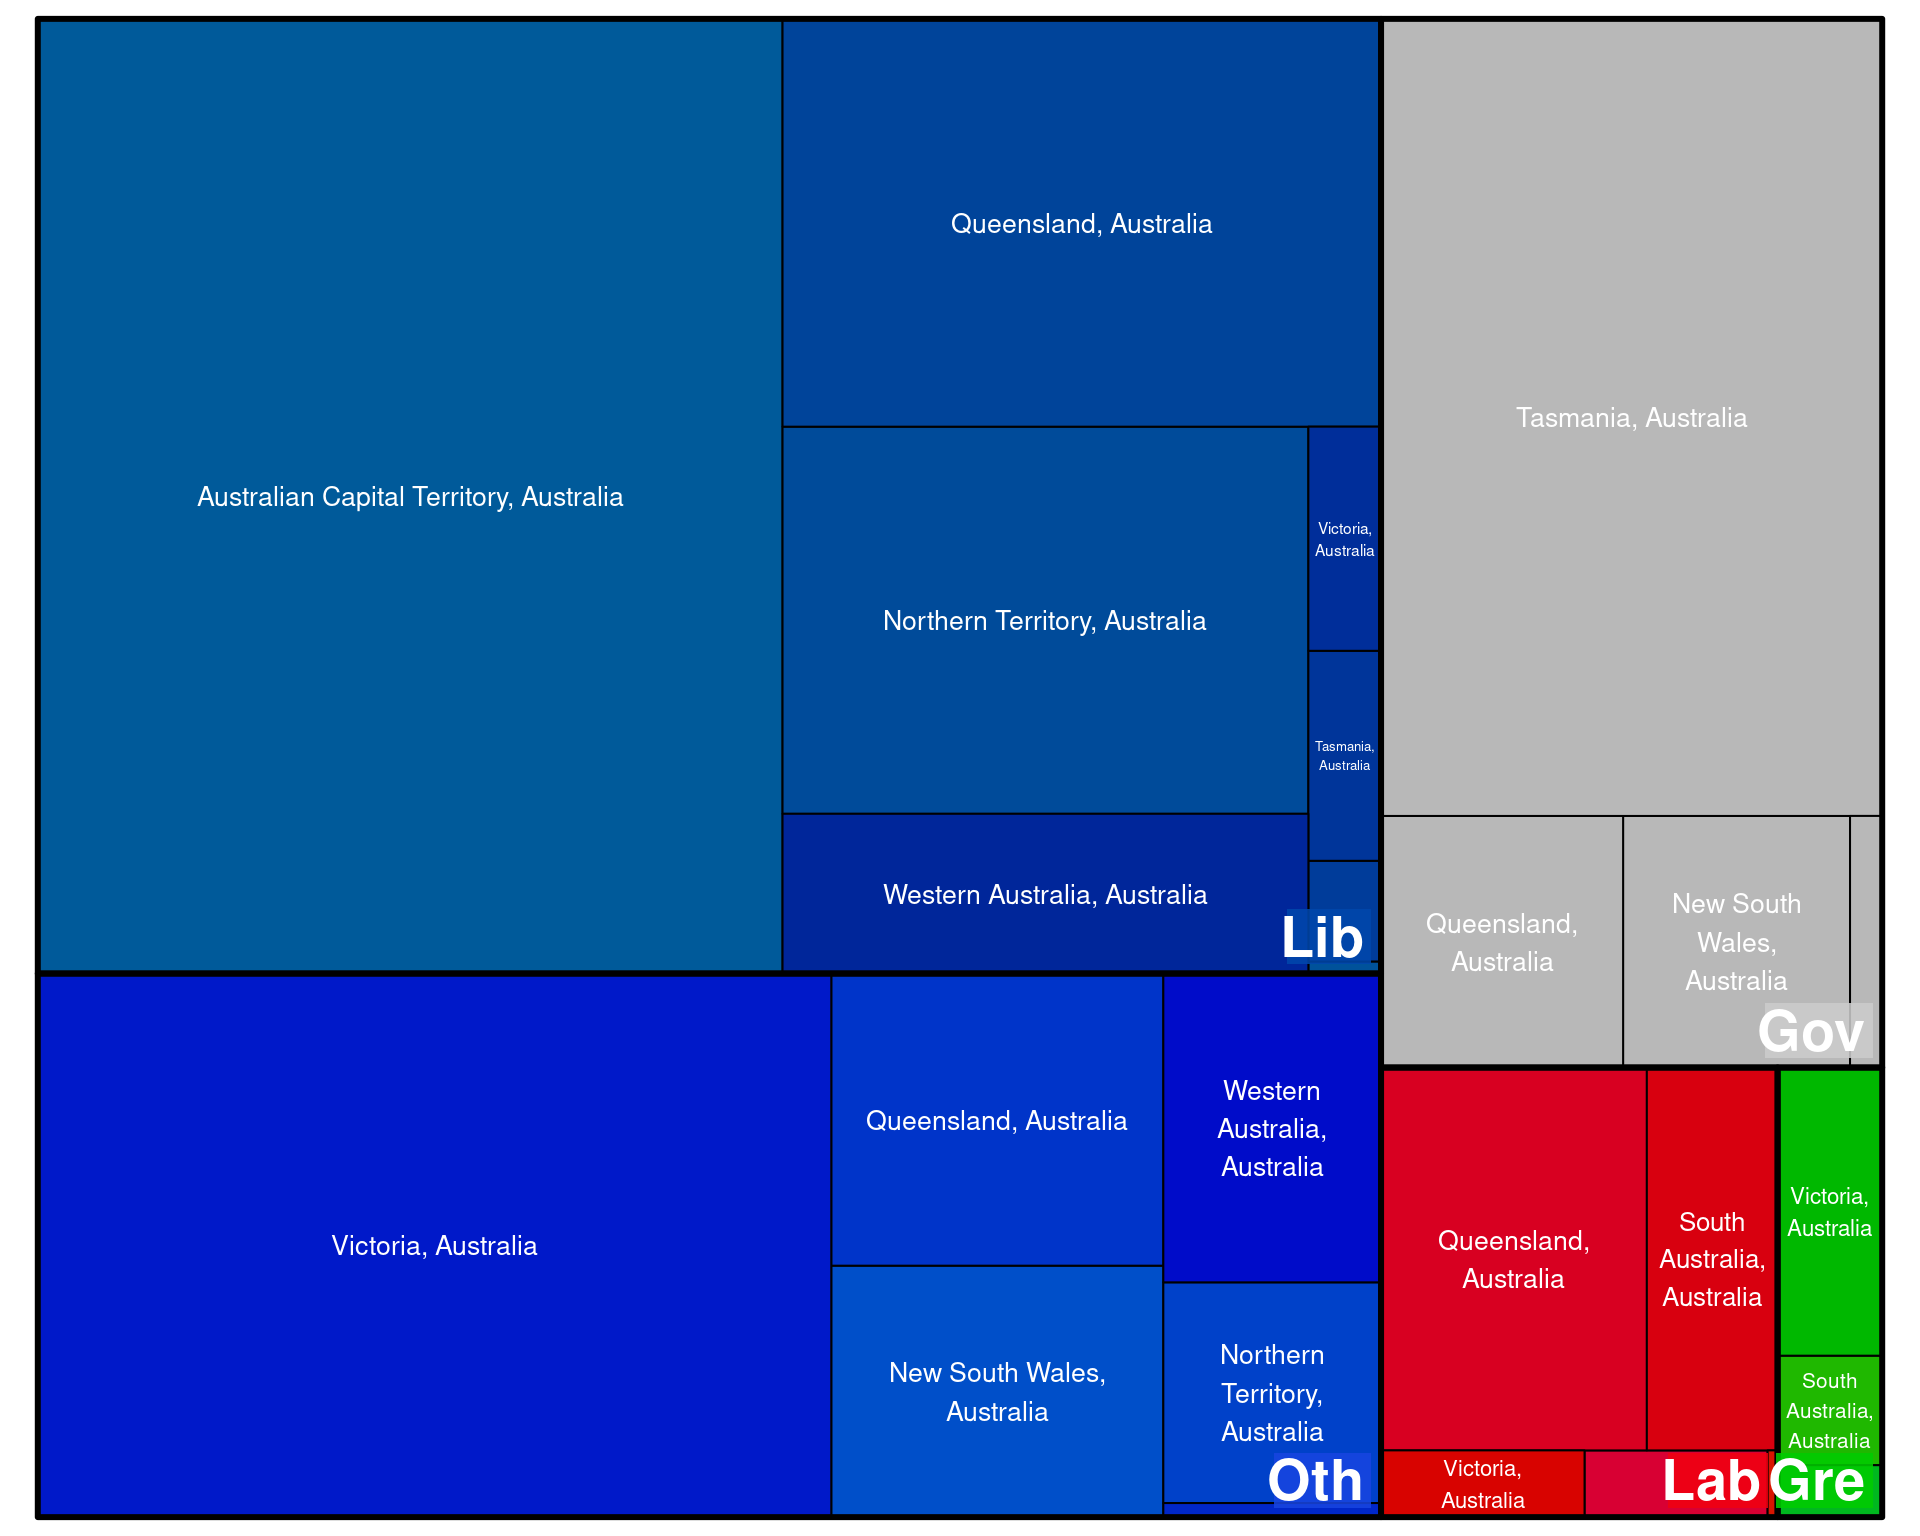 Australian Capital Territory, Australia
Queensland, Australia
Northern Territory, Australia
Victoria,
Australia
Tasmania,
Australia
Western Australia, Australia
Lib
Tasmania, Australia
Queensland,
Australia
New South
Wales,
Australia
Gov
Victoria, Australia
Queensland, Australia
New South Wales,
Australia
Western
Australia,
Australia
Northern
Territory,
Australia
Oth
Queensland,
Australia
South
Australia,
Australia
Victoria,
Australia
Lab
Victoria,
Australia
South
Australia,
Australia
Gre